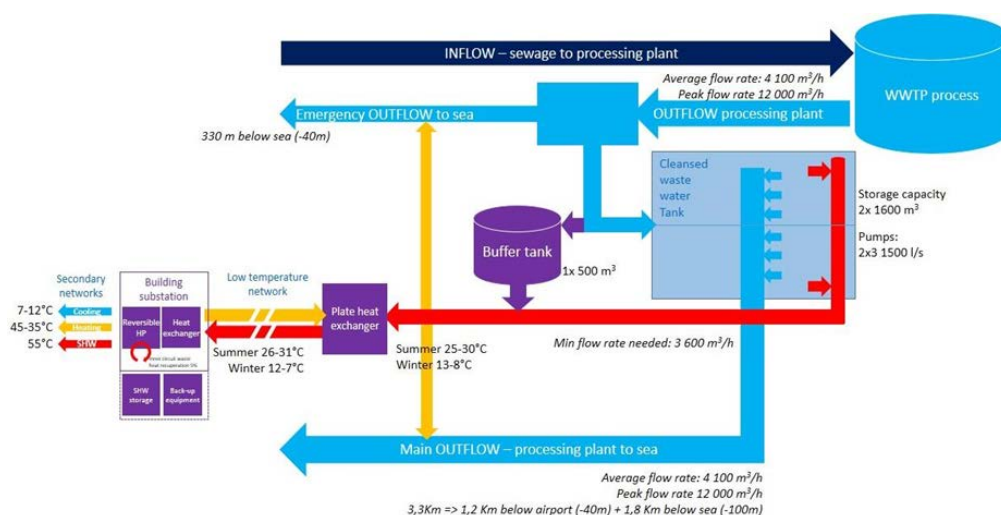 INFLOW – sewage to processing plant
Average flow rate: 4 100 m³/h
Peak flow rate 12 000 m³/h
WWTP process
Emergency OUTFLOW to sea
OUTFLOW processing plant
330 m below sea (-40m)
Cleansed
waste
water
Tank
Storage capacity
2x 1600 m³
Pumps:
2x3 1500 l/s
Buffer tank
1x 500 m³
Secondary
networks
Building
substation
Low temperature
network
Plate heat
exchanger
7-12°C
Cooling
45-35°C
Heating
55°C
SHW
Reversible
HP
Heat
exchanger
heat recuperation
SHW
storage
Back-up
equipment
Summer 26-31°C
Winter 12-7°C
Summer 25-30°C
Winter 13-8°C
Min flow rate needed: 3 600 m³/h
Main OUTFLOW – processing plant to sea
Average flow rate: 4 100 m³/h
Peak flow rate 12 000 m³/h
3,3Km => 1,2 Km below airport (-40m) + 1,8 Km below sea (-100m)